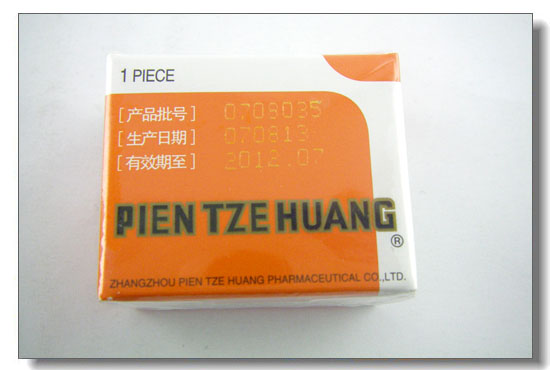 1 PIECE
[产品批号] 0708035
[生产日期] 070813
[有效期至] 2012.07
PIEN TZE HUANG®
ZHANGZHOU PIEN TZE HUANG PHARMACEUTICAL CO.,LTD.